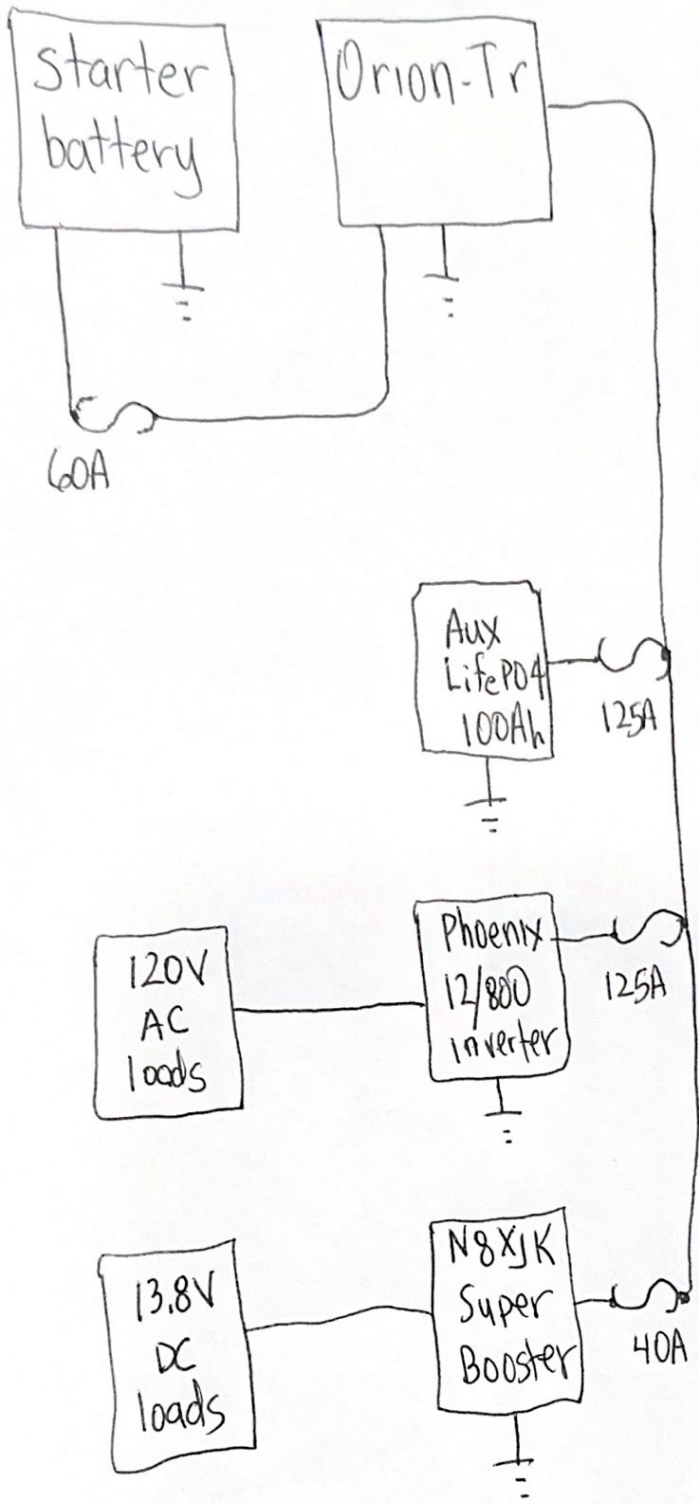 Starter
battery
Orion-Tr
60A
Aux
LifePO4
100Ah
125A
120V
AC
loads
Phoenix
12/800
inverter
125A
13.8V
DC
loads
N8XJK
Super
Booster
40A